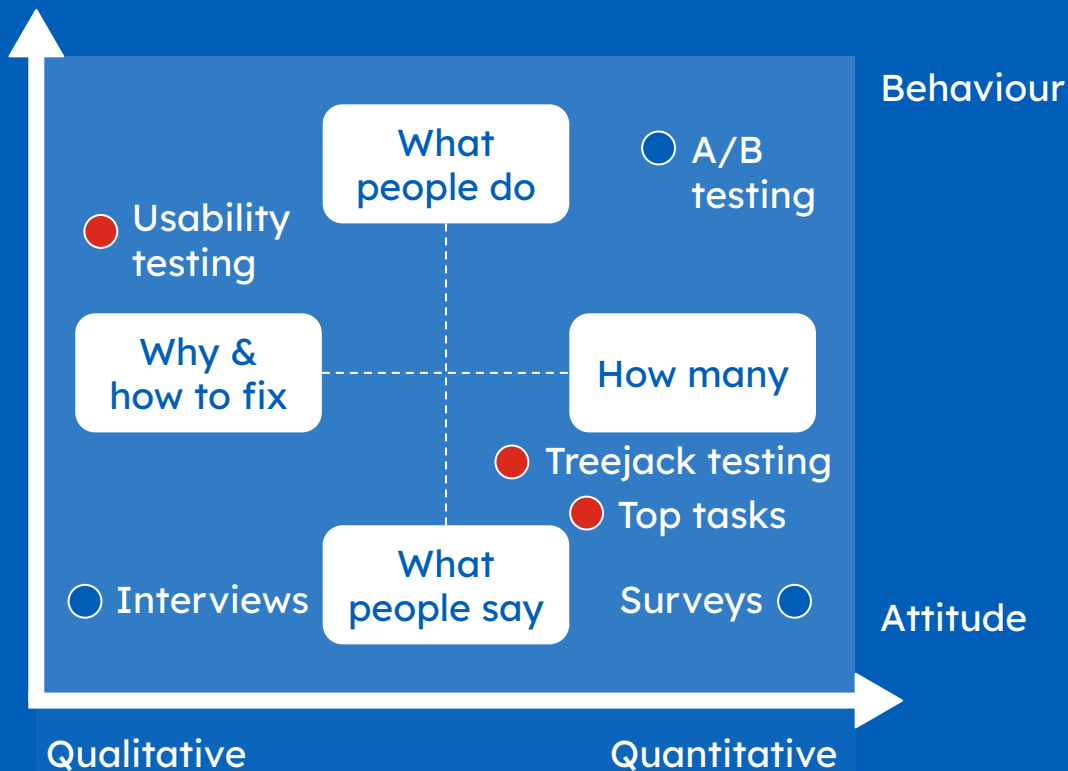 Behaviour
What
people do
A/B
testing
Usability
testing
Why &
how to fix
How many
Treejack testing
Top tasks
What
people say
Interviews
Surveys
Attitude
Qualitative
Quantitative